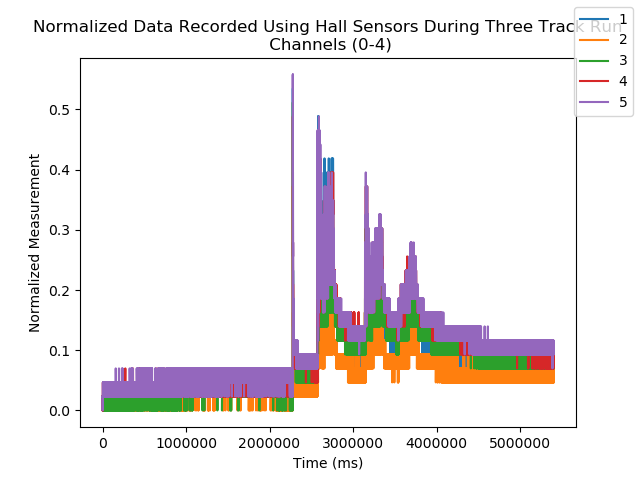 Normalized Data Recorded Using Hall Sensors During Three Track Run
Channels (0-4)
1
2
3
4
5
0.5
0.4
0.3
0.2
0.1
0.0
Normalized Measurement
0 1000000 2000000 3000000 4000000 5000000
Time (ms)